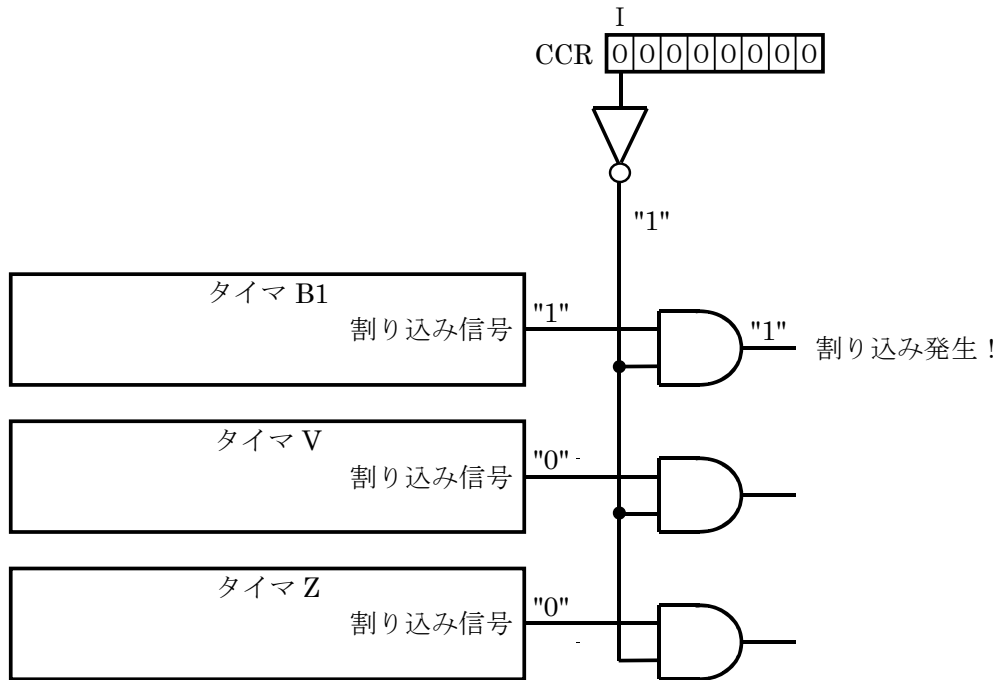 I
CCR 0 0 0 0 0 0 0 0
"1"
タイマ B1
割り込み信号 "1" "1" 割り込み発生！
タイマ V
割り込み信号 "0"
タイマ Z
割り込み信号 "0"